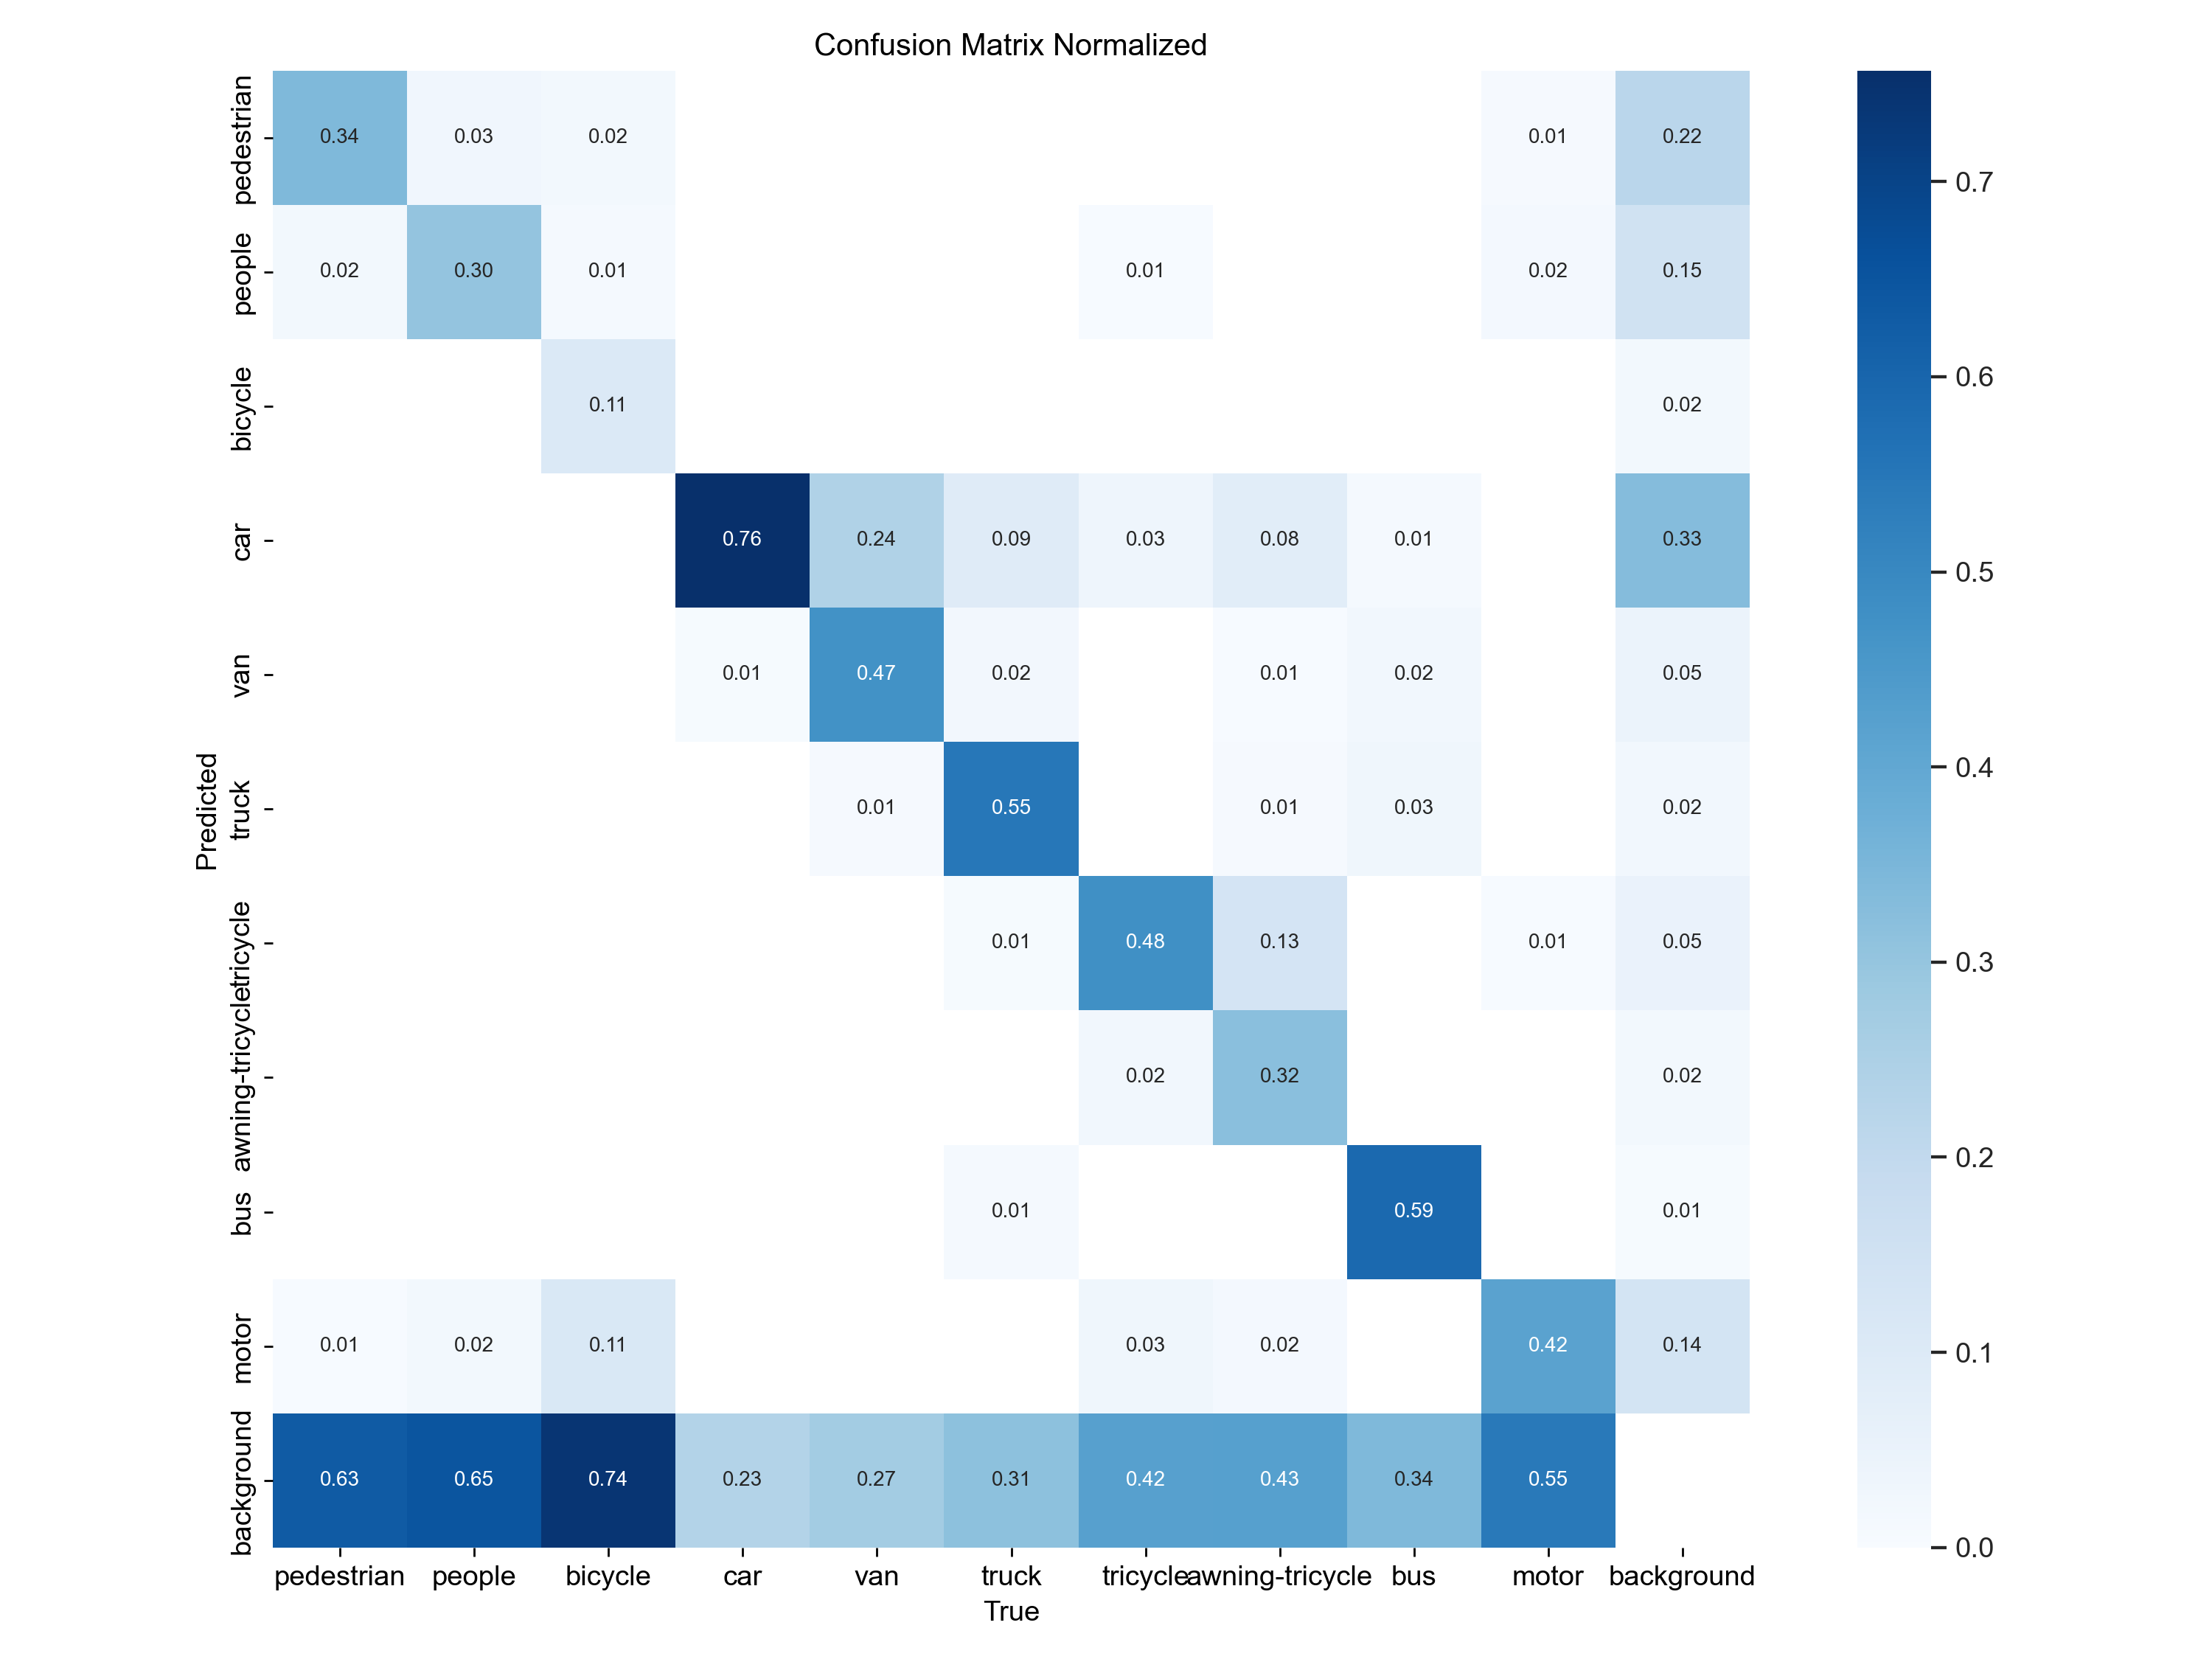 Confusion Matrix Normalized
pedestrian
0.34 0.03 0.02 0.01 0.22
people
0.02 0.30 0.01 0.01 0.02 0.15
bicycle
0.11 0.02
car
0.76 0.24 0.09 0.03 0.08 0.01 0.33
van
0.01 0.47 0.02 0.01 0.02 0.05
truck
0.01 0.55 0.01 0.03 0.02
tricycle
0.01 0.48 0.13 0.01 0.05
awning-tricycle
0.02 0.32 0.02
bus
0.01 0.59 0.01
motor
0.01 0.02 0.11 0.03 0.02 0.42 0.14
background
0.63 0.65 0.74 0.23 0.27 0.31 0.42 0.43 0.34 0.55
Predicted
pedestrian people bicycle car van truck tricycle awning-tricycle bus motor background
True
0.7
0.6
0.5
0.4
0.3
0.2
0.1
0.0